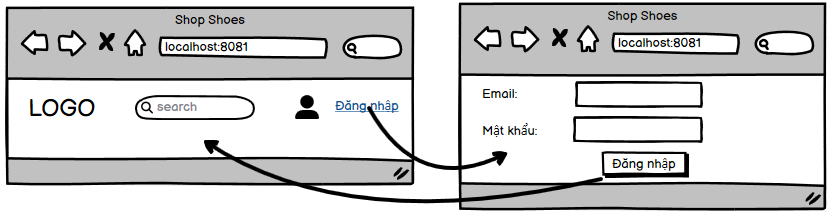 Shop Shoes
localhost:8081
LOGO
search
Đăng nhập
Shop Shoes
localhost:8081
Email:
Mật khẩu:
Đăng nhập